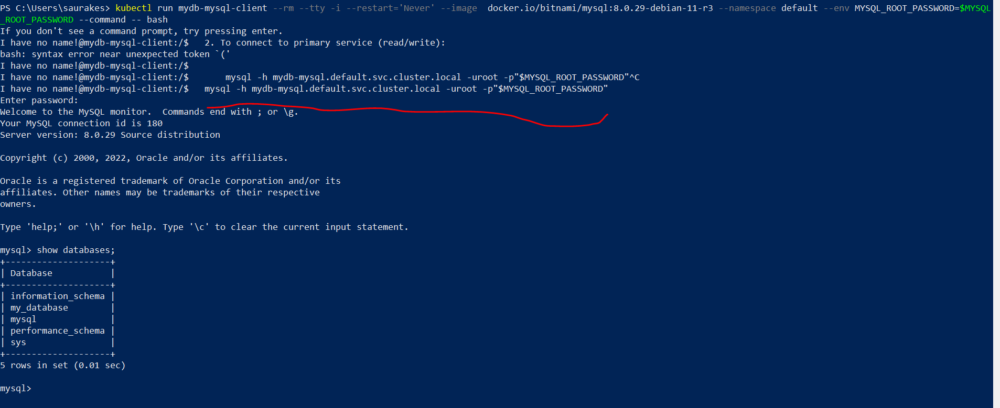 PS C:\Users\saurakes> kubectl run mydb-mysql-client --rm --tty -i --restart='Never' --image  docker.io/bitnami/mysql:8.0.29-debian-11-r3 --namespace default --env MYSQL_ROOT_PASSWORD=$MYSQL
_ROOT_PASSWORD --command -- bash
If you don't see a command prompt, try pressing enter.
I have no name!@mydb-mysql-client:/$   2. To connect to primary service (read/write):
bash: syntax error near unexpected token `('
I have no name!@mydb-mysql-client:/$
I have no name!@mydb-mysql-client:/$       mysql -h mydb-mysql.default.svc.cluster.local -uroot -p"$MYSQL_ROOT_PASSWORD"^C
I have no name!@mydb-mysql-client:/$   mysql -h mydb-mysql.default.svc.cluster.local -uroot -p"$MYSQL_ROOT_PASSWORD"
Enter password:
Welcome to the MySQL monitor.  Commands end with ; or \g.
Your MySQL connection id is 180
Server version: 8.0.29 Source distribution
Copyright (c) 2000, 2022, Oracle and/or its affiliates.
Oracle is a registered trademark of Oracle Corporation and/or its
affiliates. Other names may be trademarks of their respective
owners.
Type 'help;' or '\h' for help. Type '\c' to clear the current input statement.
mysql> show databases;
+--------------------+
| Database           |
+--------------------+
| information_schema |
| my_database        |
| mysql              |
| performance_schema |
| sys                |
+--------------------+
5 rows in set (0.01 sec)
mysql>